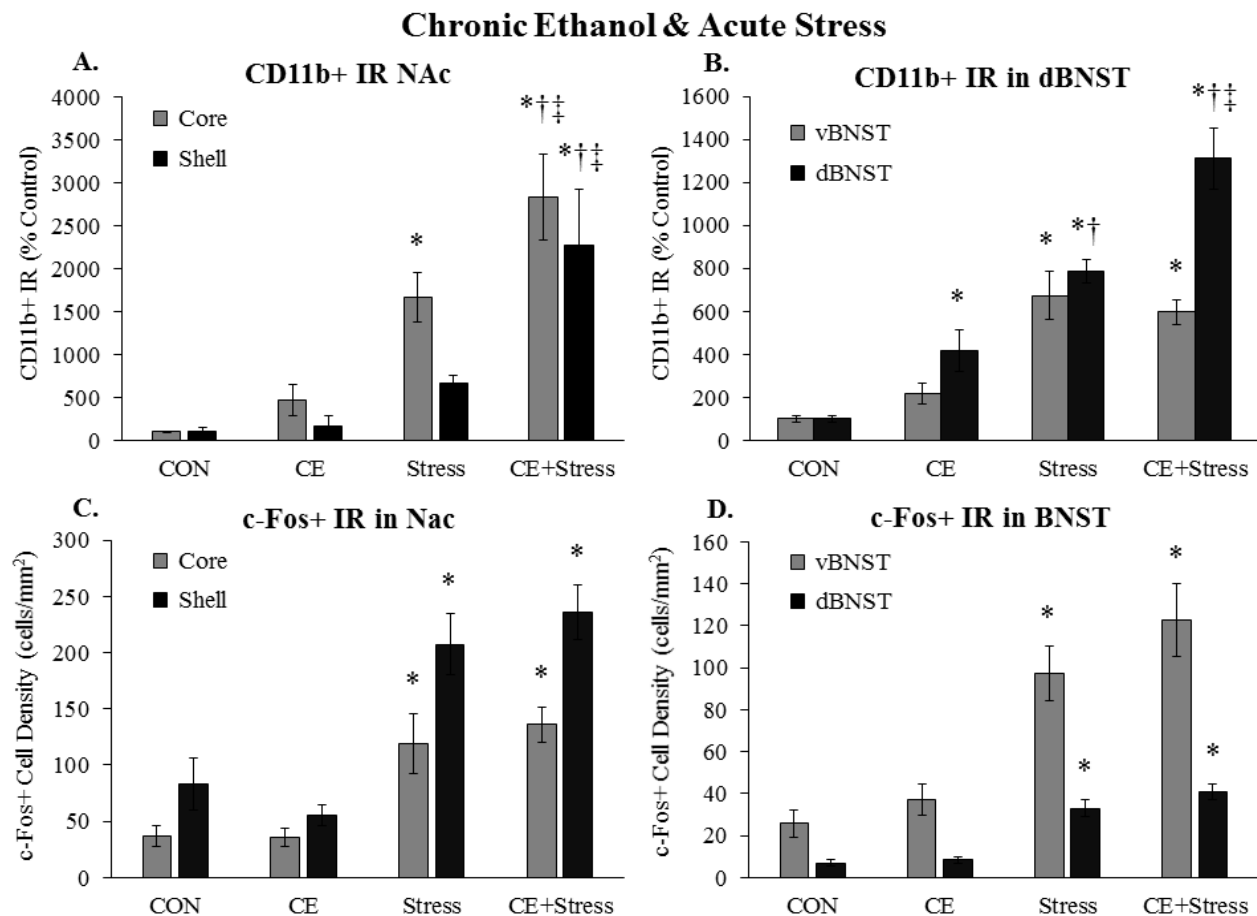 Chronic Ethanol & Acute Stress
A.
CD11b+ IR NAc
CD11b+ IR (% Control)
4000
3500
3000
2500
2000
1500
1000
500
0
Core
Shell
*
*†‡
*†‡
CON CE Stress CE+Stress
B.
CD11b+ IR in dBNST
CD11b+ IR (% Control)
1600
1400
1200
1000
800
600
400
200
0
vBNST
dBNST
*
*
*†
*
*†‡
CON CE Stress CE+Stress
C.
c-Fos+ IR in Nac
c-Fos+ Cell Density (cells/mm²)
300
250
200
150
100
50
0
Core
Shell
*
*
*
*
CON CE Stress CE+Stress
D.
c-Fos+ IR in BNST
c-Fos+ Cell Density (cells/mm²)
160
140
120
100
80
60
40
20
0
vBNST
dBNST
*
*
*
*
CON CE Stress CE+Stress